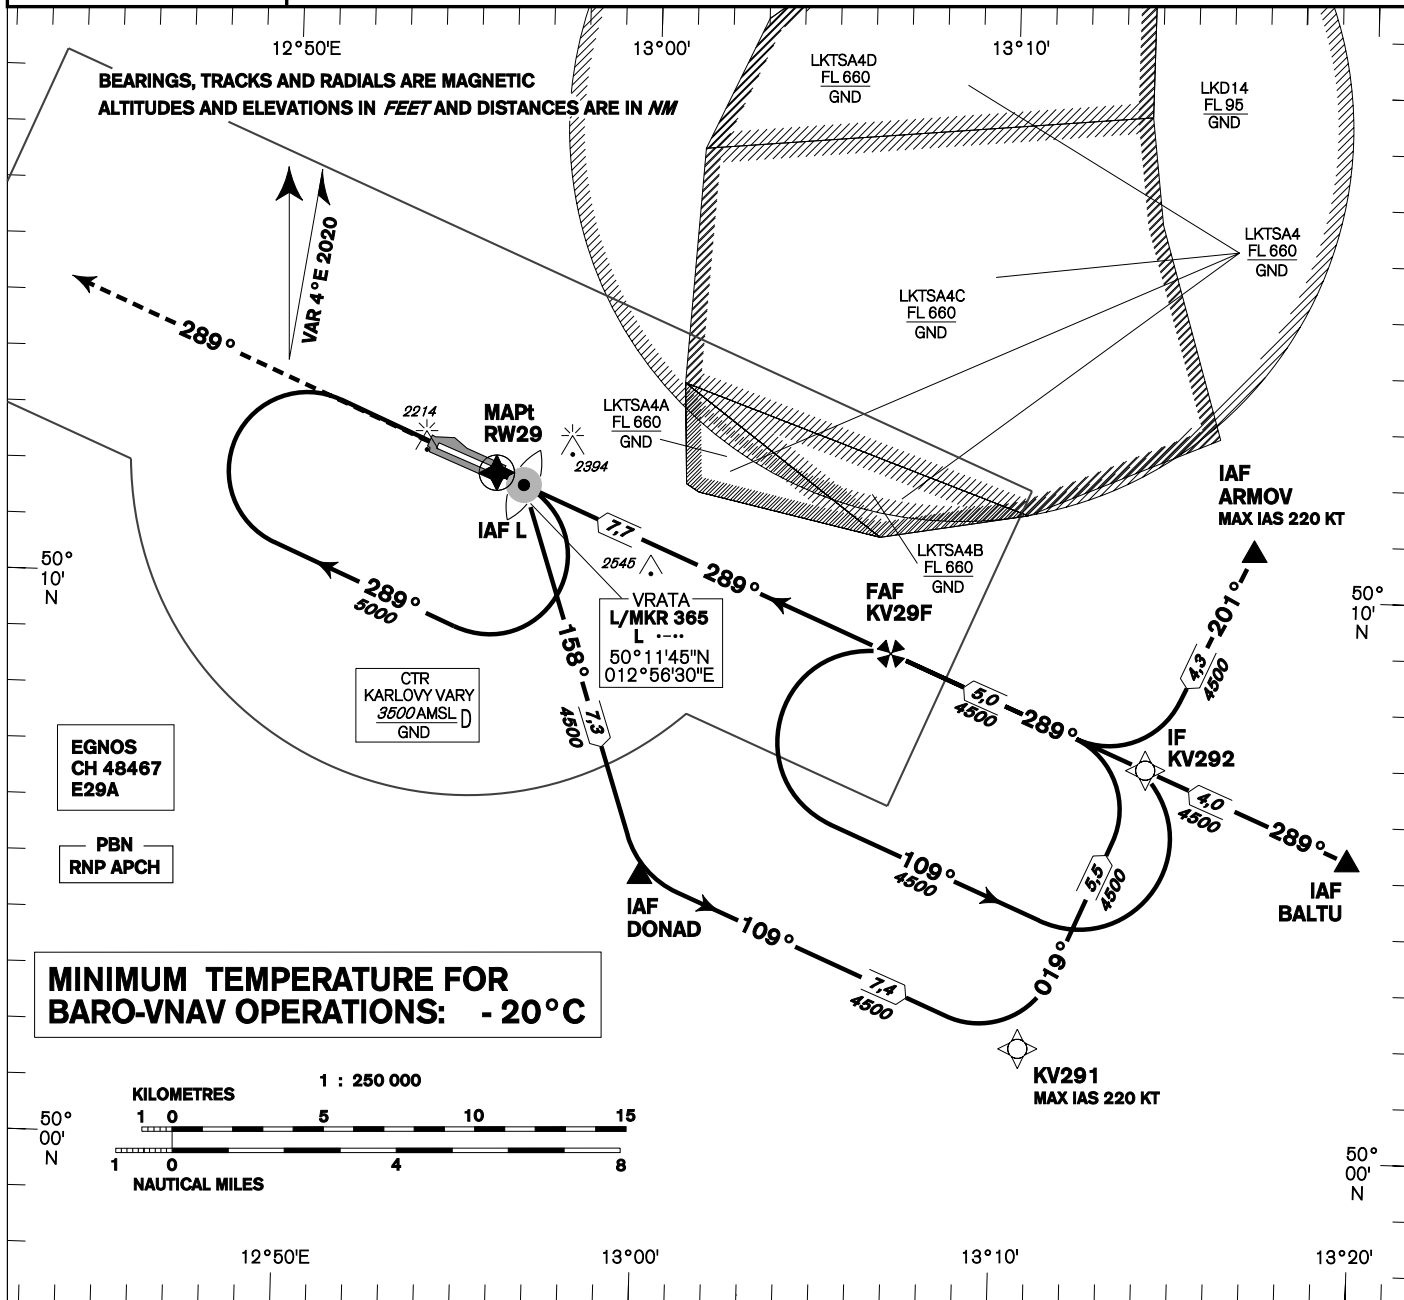 12°50'E
13°00'
13°10'
BEARINGS, TRACKS AND RADIALS ARE MAGNETIC
ALTITUDES AND ELEVATIONS IN FEET AND DISTANCES ARE IN NM
LKTSA4D
FL 660
GND
LKD14
FL 95
GND
VAR 4°E 2020
LKTSA4
FL 660
GND
LKTSA4C
FL 660
GND
289°
2214
MAPt
RW29
2394
LKTSA4A
FL 660
GND
IAF
ARMOV
MAX IAS 220 KT
IAF L
7,7
LKTSA4B
FL 660
GND
50°
10'
N
289°
5000
2545
289°
VRATA
L/MKR 365
L ·–··
50°11'45"N
012°56'30"E
FAF
KV29F
201°
50°
10'
N
158°
4,3
4500
CTR
KARLOVY VARY
3500 AMSL D
GND
7,3
4500
5,0
4500
289°
IF
KV292
EGNOS
CH 48467
E29A
4,0
4500
289°
PBN
RNP APCH
109°
4500
5,5
4500
IAF
BALTU
IAF
DONAD
109°
019°
7,4
4500
MINIMUM TEMPERATURE FOR
BARO-VNAV OPERATIONS: - 20°C
KV291
MAX IAS 220 KT
1 : 250 000
KILOMETRES
1 0 5 10 15
1 0 4 8
NAUTICAL MILES
50°
00'
N
50°
00'
N
12°50'E
13°00'
13°10'
13°20'